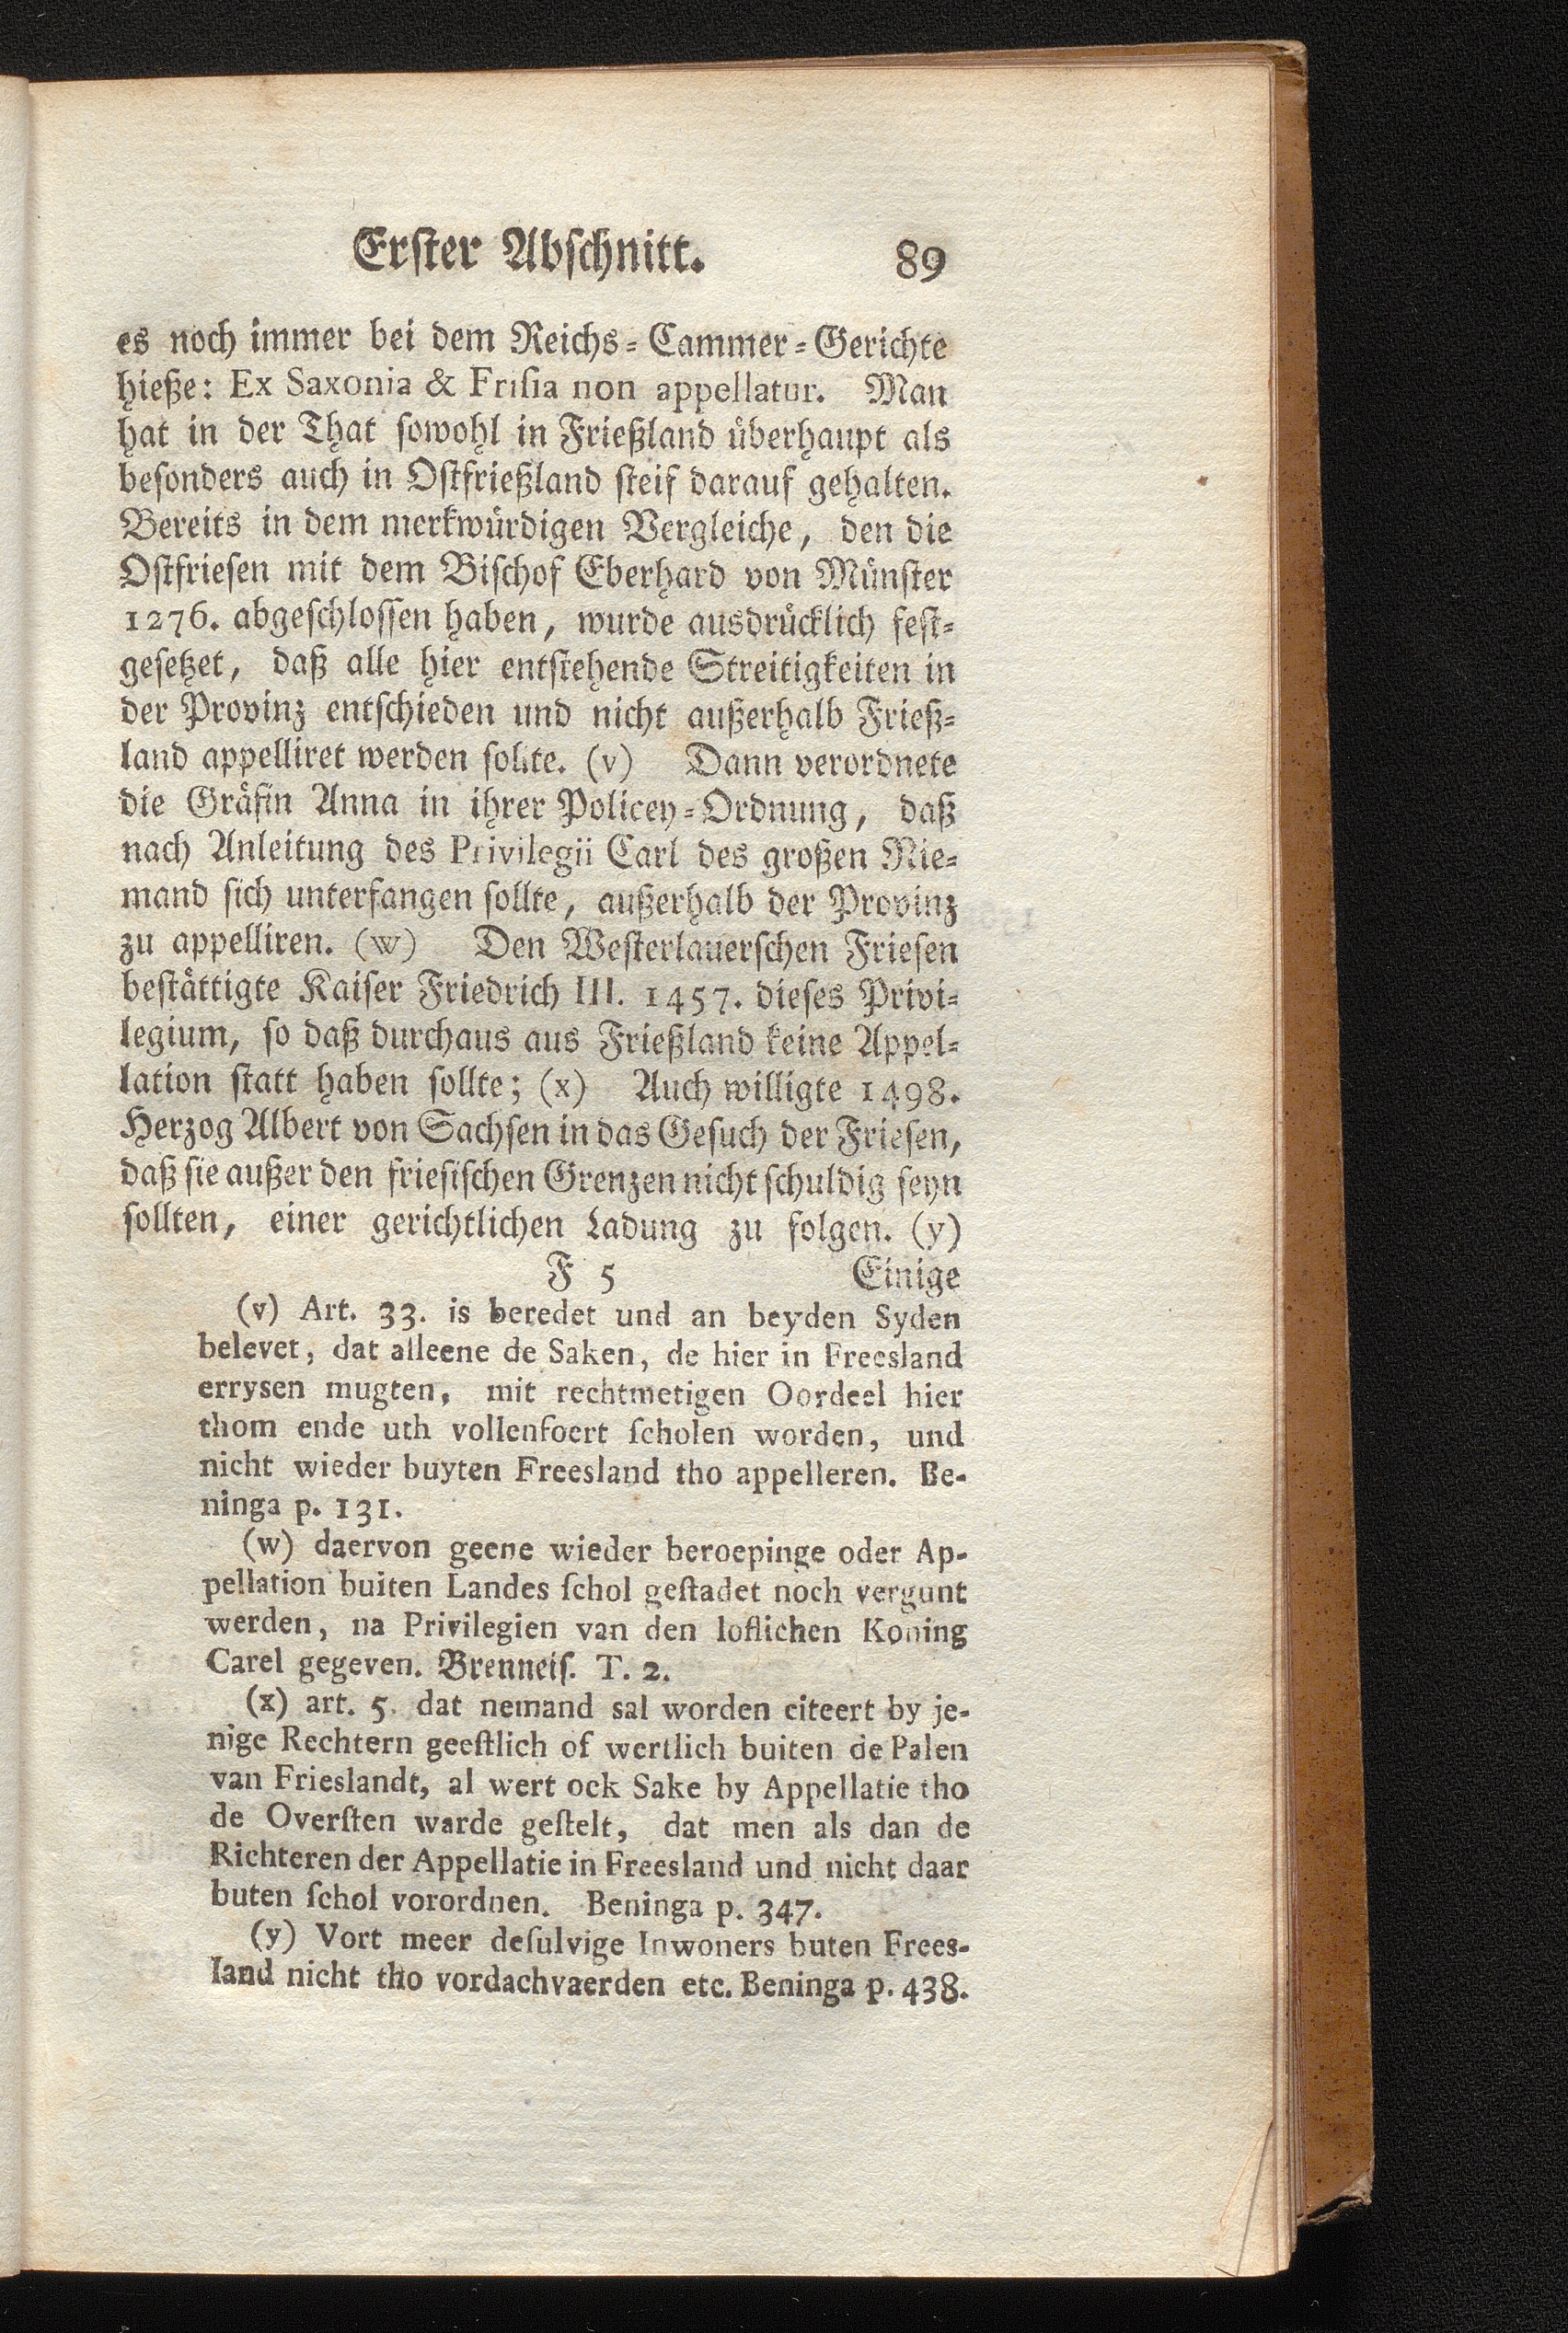 Erster Abschnitt. 89
es noch immer bei dem Reichs-Cammer-Gerichte
hieße: Ex Saxonia & Friſia non appellatur. Man
hat in der That ſowohl in Frießland überhaupt als
beſonders auch in Oſtfrießland ſteif darauf gehalten.
Bereits in dem merkwürdigen Vergleiche, den die
Oſtfrieſen mit dem Biſchof Eberhard von Münſter
1276. abgeſchloſſen haben, wurde ausdrücklich feſt-
geſetzet, daß alle hier entſtehende Streitigkeiten in
der Provinz entſchieden und nicht außerhalb Frieß-
land appelliret werden ſollte. (v) Dann verordnete
die Gräfin Anna in ihrer Policey-Ordnung, daß
nach Anleitung des Privilegii Carl des großen Nie-
mand ſich unterfangen ſollte, außerhalb der Provinz
zu appelliren. (w) Den Weſterlauerſchen Frieſen
beſtättigte Kaiſer Friedrich III. 1457. dieſes Privi-
legium, ſo daß durchaus aus Frießland keine Appel-
lation ſtatt haben ſollte; (x) Auch willigte 1498.
Herzog Albert von Sachſen in das Geſuch der Frieſen,
daß ſie außer den frieſiſchen Grenzen nicht ſchuldig ſeyn
ſollten, einer gerichtlichen Ladung zu folgen. (y)
F 5 Einige
(v) Art. 33. is beredet und an beyden Syden
belevet, dat alleene de Saken, de hier in Freesland
errysen mugten, mit rechtmetigen Oordeel hier
thom ende uth vollenfoert ſcholen worden, und
nicht wieder buyten Freesland tho appelleren. Be-
ninga p. 131.
(w) daervon geene wieder beroepinge oder Ap-
pellation buiten Landes ſchol geſtadet noch vergunt
werden, na Privilegien van den loflichen Koning
Carel gegeven. Brenneiſ. T. 2.
(x) art. 5. dat nemand sal worden citeert by je-
nige Rechtern geeſtlich of wertlich buiten de Palen
van Frieslandt, al wert ock Sake by Appellatie tho
de Overſten warde geſtelt, dat men als dan de
Richteren der Appellatie in Freesland und nicht daar
buten ſchol vorordnen. Beninga p. 347.
(y) Vort meer deſulvige Inwoners buten Frees-
land nicht tho vordachvaerden etc. Beninga p. 438.